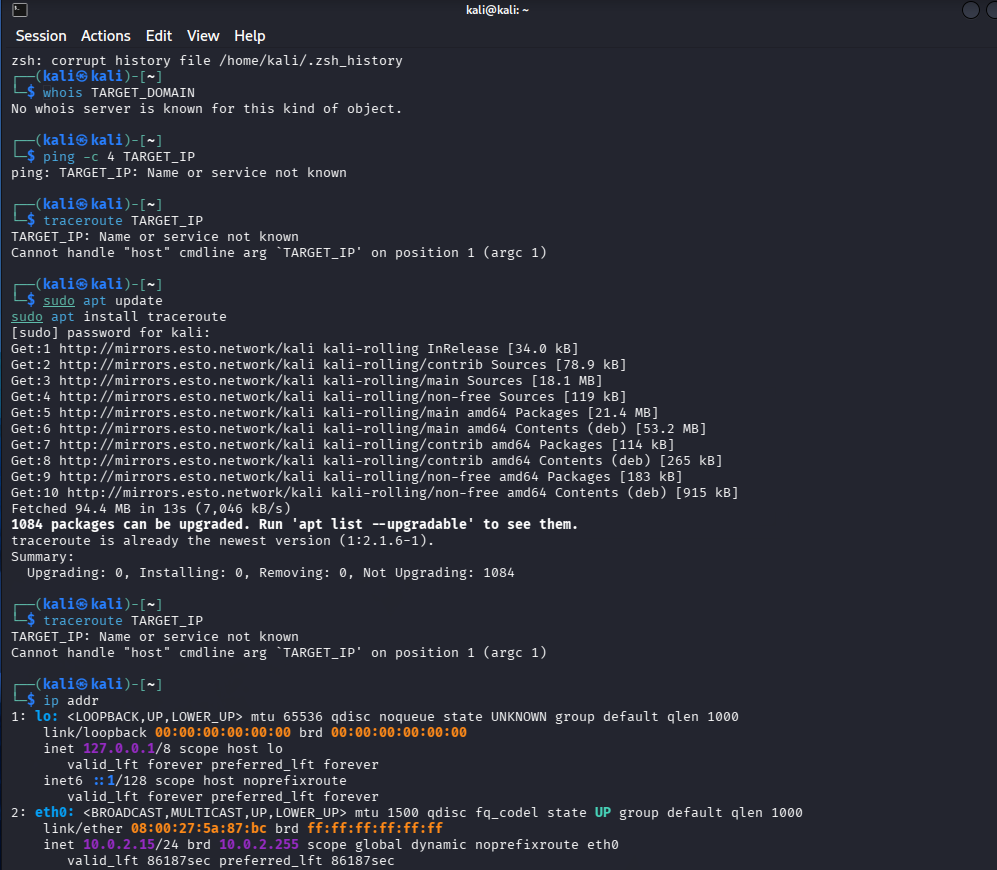 kali@kali: ~
Session Actions Edit View Help
zsh: corrupt history file /home/kali/.zsh_history
┌──(kali㉿kali)-[~]
└─$ whois TARGET_DOMAIN
No whois server is known for this kind of object.
┌──(kali㉿kali)-[~]
└─$ ping -c 4 TARGET_IP
ping: TARGET_IP: Name or service not known
┌──(kali㉿kali)-[~]
└─$ traceroute TARGET_IP
TARGET_IP: Name or service not known
Cannot handle "host" cmdline arg `TARGET_IP' on position 1 (argc 1)
┌──(kali㉿kali)-[~]
└─$ sudo apt update
sudo apt install traceroute
[sudo] password for kali:
Get:1 http://mirrors.esto.network/kali kali-rolling InRelease [34.0 kB]
Get:2 http://mirrors.esto.network/kali kali-rolling/contrib Sources [78.9 kB]
Get:3 http://mirrors.esto.network/kali kali-rolling/main Sources [18.1 MB]
Get:4 http://mirrors.esto.network/kali kali-rolling/non-free Sources [119 kB]
Get:5 http://mirrors.esto.network/kali kali-rolling/main amd64 Packages [21.4 MB]
Get:6 http://mirrors.esto.network/kali kali-rolling/main amd64 Contents (deb) [53.2 MB]
Get:7 http://mirrors.esto.network/kali kali-rolling/contrib amd64 Packages [114 kB]
Get:8 http://mirrors.esto.network/kali kali-rolling/contrib amd64 Contents (deb) [265 kB]
Get:9 http://mirrors.esto.network/kali kali-rolling/non-free amd64 Packages [183 kB]
Get:10 http://mirrors.esto.network/kali kali-rolling/non-free amd64 Contents (deb) [915 kB]
Fetched 94.4 MB in 13s (7,046 kB/s)
1084 packages can be upgraded. Run 'apt list --upgradable' to see them.
traceroute is already the newest version (1:2.1.6-1).
Summary:
  Upgrading: 0, Installing: 0, Removing: 0, Not Upgrading: 1084
┌──(kali㉿kali)-[~]
└─$ traceroute TARGET_IP
TARGET_IP: Name or service not known
Cannot handle "host" cmdline arg `TARGET_IP' on position 1 (argc 1)
┌──(kali㉿kali)-[~]
└─$ ip addr
1: lo: <LOOPBACK,UP,LOWER_UP> mtu 65536 qdisc noqueue state UNKNOWN group default qlen 1000
    link/loopback 00:00:00:00:00:00 brd 00:00:00:00:00:00
    inet 127.0.0.1/8 scope host lo
       valid_lft forever preferred_lft forever
    inet6 ::1/128 scope host noprefixroute
       valid_lft forever preferred_lft forever
2: eth0: <BROADCAST,MULTICAST,UP,LOWER_UP> mtu 1500 qdisc fq_codel state UP group default qlen 1000
    link/ether 08:00:27:5a:87:bc brd ff:ff:ff:ff:ff:ff
    inet 10.0.2.15/24 brd 10.0.2.255 scope global dynamic noprefixroute eth0
       valid_lft 86187sec preferred_lft 86187sec